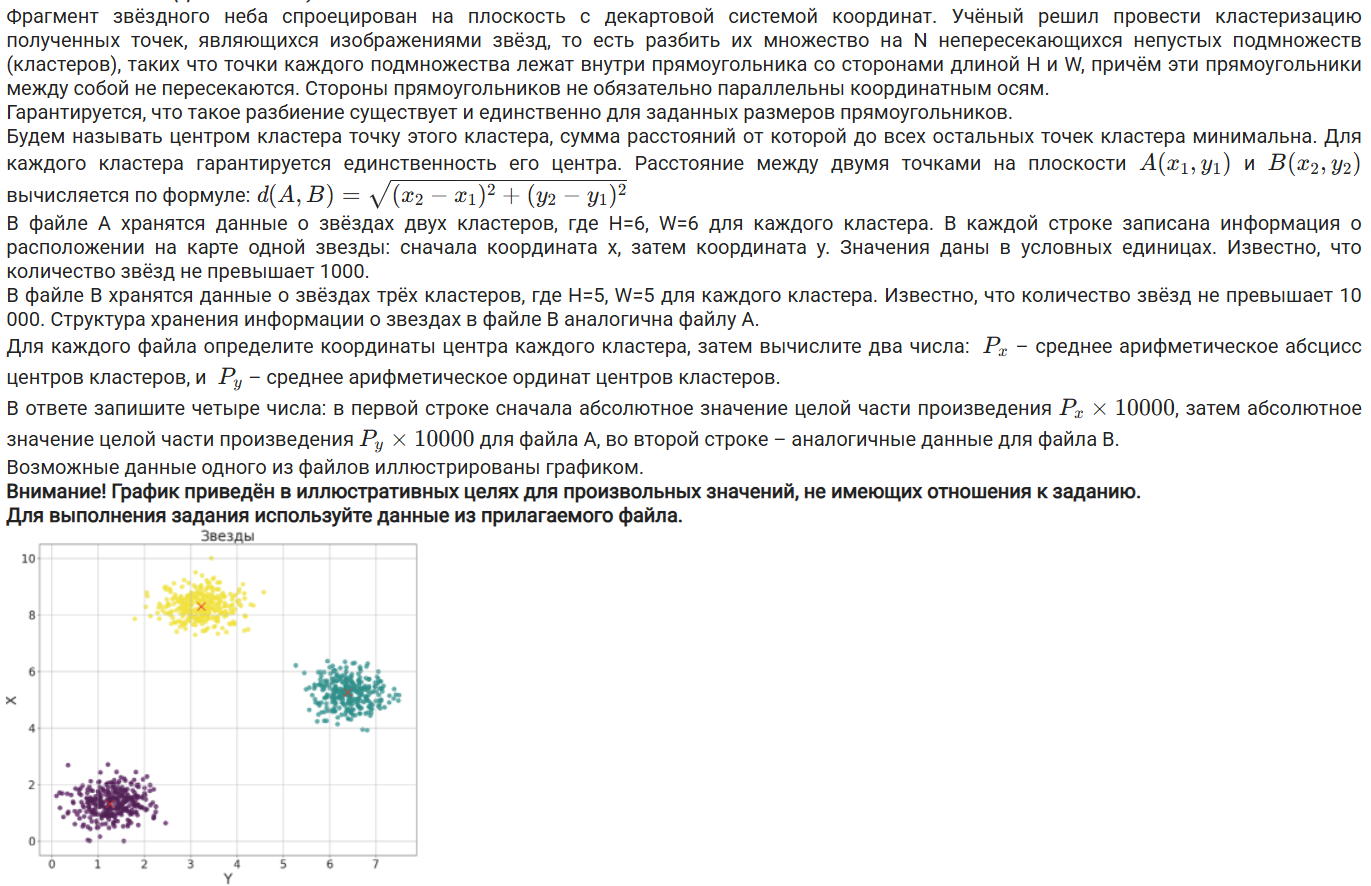 Фрагмент звёздного неба спроецирован на плоскость с декартовой системой координат. Учёный решил провести кластеризацию
полученных точек, являющихся изображениями звёзд, то есть разбить их множество на N непересекающихся непустых подмножеств
(кластеров), таких что точки каждого подмножества лежат внутри прямоугольника со сторонами длиной H и W, причём эти прямоугольники
между собой не пересекаются. Стороны прямоугольников не обязательно параллельны координатным осям.
Гарантируется, что такое разбиение существует и единственно для заданных размеров прямоугольников.
Будем называть центром кластера точку этого кластера, сумма расстояний от которой до всех остальных точек кластера минимальна. Для
каждого кластера гарантируется единственность его центра. Расстояние между двумя точками на плоскости A(x₁, y₁) и B(x₂, y₂)
вычисляется по формуле: d(A, B) = √((x₂ − x₁)² + (y₂ − y₁)²)
В файле А хранятся данные о звёздах двух кластеров, где H=6, W=6 для каждого кластера. В каждой строке записана информация о
расположении на карте одной звезды: сначала координата x, затем координата y. Значения даны в условных единицах. Известно, что
количество звёзд не превышает 1000.
В файле В хранятся данные о звёздах трёх кластеров, где H=5, W=5 для каждого кластера. Известно, что количество звёзд не превышает 10
000. Структура хранения информации о звездах в файле В аналогична файлу А.
Для каждого файла определите координаты центра каждого кластера, затем вычислите два числа: Pₓ – среднее арифметическое абсцисс
центров кластеров, и P_y – среднее арифметическое ординат центров кластеров.
В ответе запишите четыре числа: в первой строке сначала абсолютное значение целой части произведения Pₓ × 10000, затем абсолютное
значение целой части произведения P_y × 10000 для файла А, во второй строке – аналогичные данные для файла В.
Возможные данные одного из файлов иллюстрированы графиком.
Внимание! График приведён в иллюстративных целях для произвольных значений, не имеющих отношения к заданию.
Для выполнения задания используйте данные из прилагаемого файла.
Звезды
10
8
6
X
4
2
0
0 1 2 3 4 5 6 7
Y